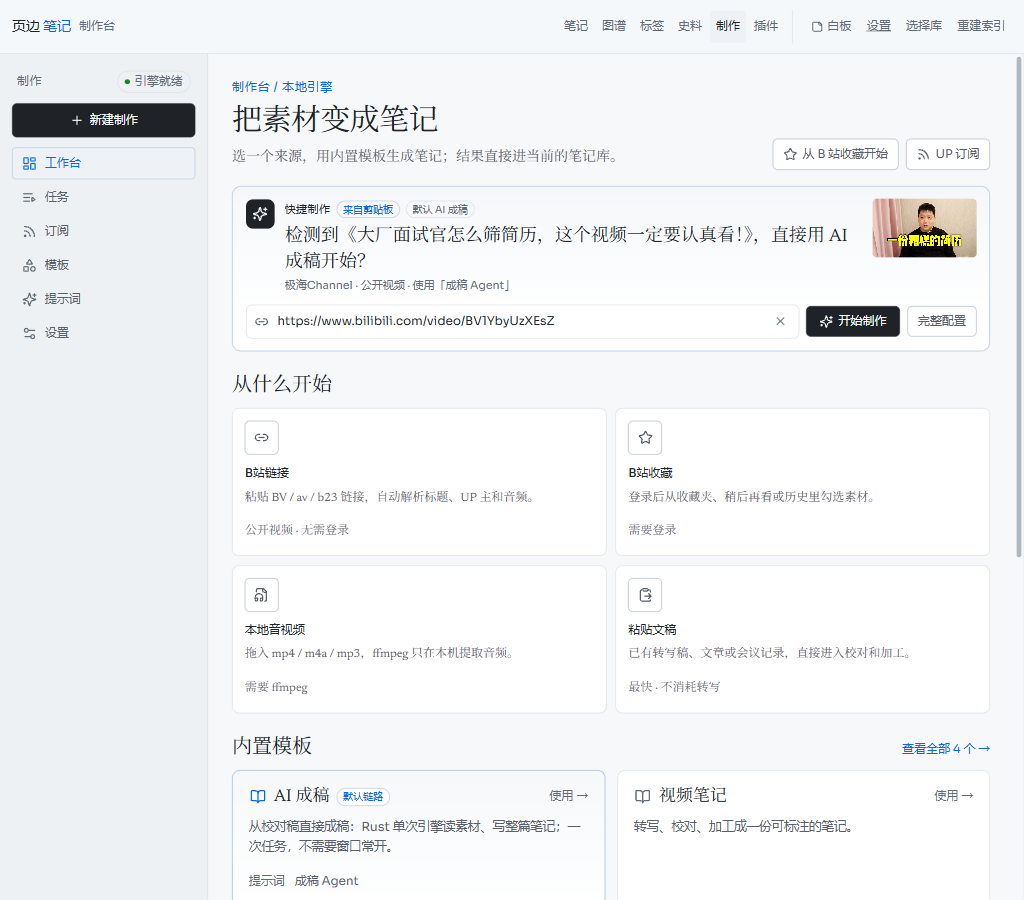 页边 笔记 制作台
笔记 图谱 标签 史料 制作 插件 白板 设置 选择库 重建索引
制作 引擎就绪
新建制作
工作台
任务
订阅
模板
提示词
设置
制作台 / 本地引擎
把素材变成笔记
选一个来源，用内置模板生成笔记；结果直接进当前的笔记库。
从 B 站收藏开始 UP 订阅
快捷制作 来自剪贴板 默认 AI 成稿
检测到《大厂面试官怎么筛简历，这个视频一定要认真看！》，直接用 AI
成稿开始？
极海Channel · 公开视频 · 使用「成稿 Agent」
一份糟糕的简历
https://www.bilibili.com/video/BV1YbyUzXEsZ
开始制作 完整配置
从什么开始
B站链接
粘贴 BV / av / b23 链接，自动解析标题、UP 主和音频。
公开视频 · 无需登录
B站收藏
登录后从收藏夹、稍后再看或历史里勾选素材。
需要登录
本地音视频
拖入 mp4 / m4a / mp3，ffmpeg 只在本机提取音频。
需要 ffmpeg
粘贴文稿
已有转写稿、文章或会议记录，直接进入校对和加工。
最快 · 不消耗转写
内置模板
查看全部 4 个 →
AI 成稿 默认链路 使用 →
从校对稿直接成稿：Rust 单次引擎读素材、写整篇笔记；一
次任务，不需要窗口常开。
提示词 成稿 Agent
视频笔记 使用 →
转写、校对、加工成一份可标注的笔记。